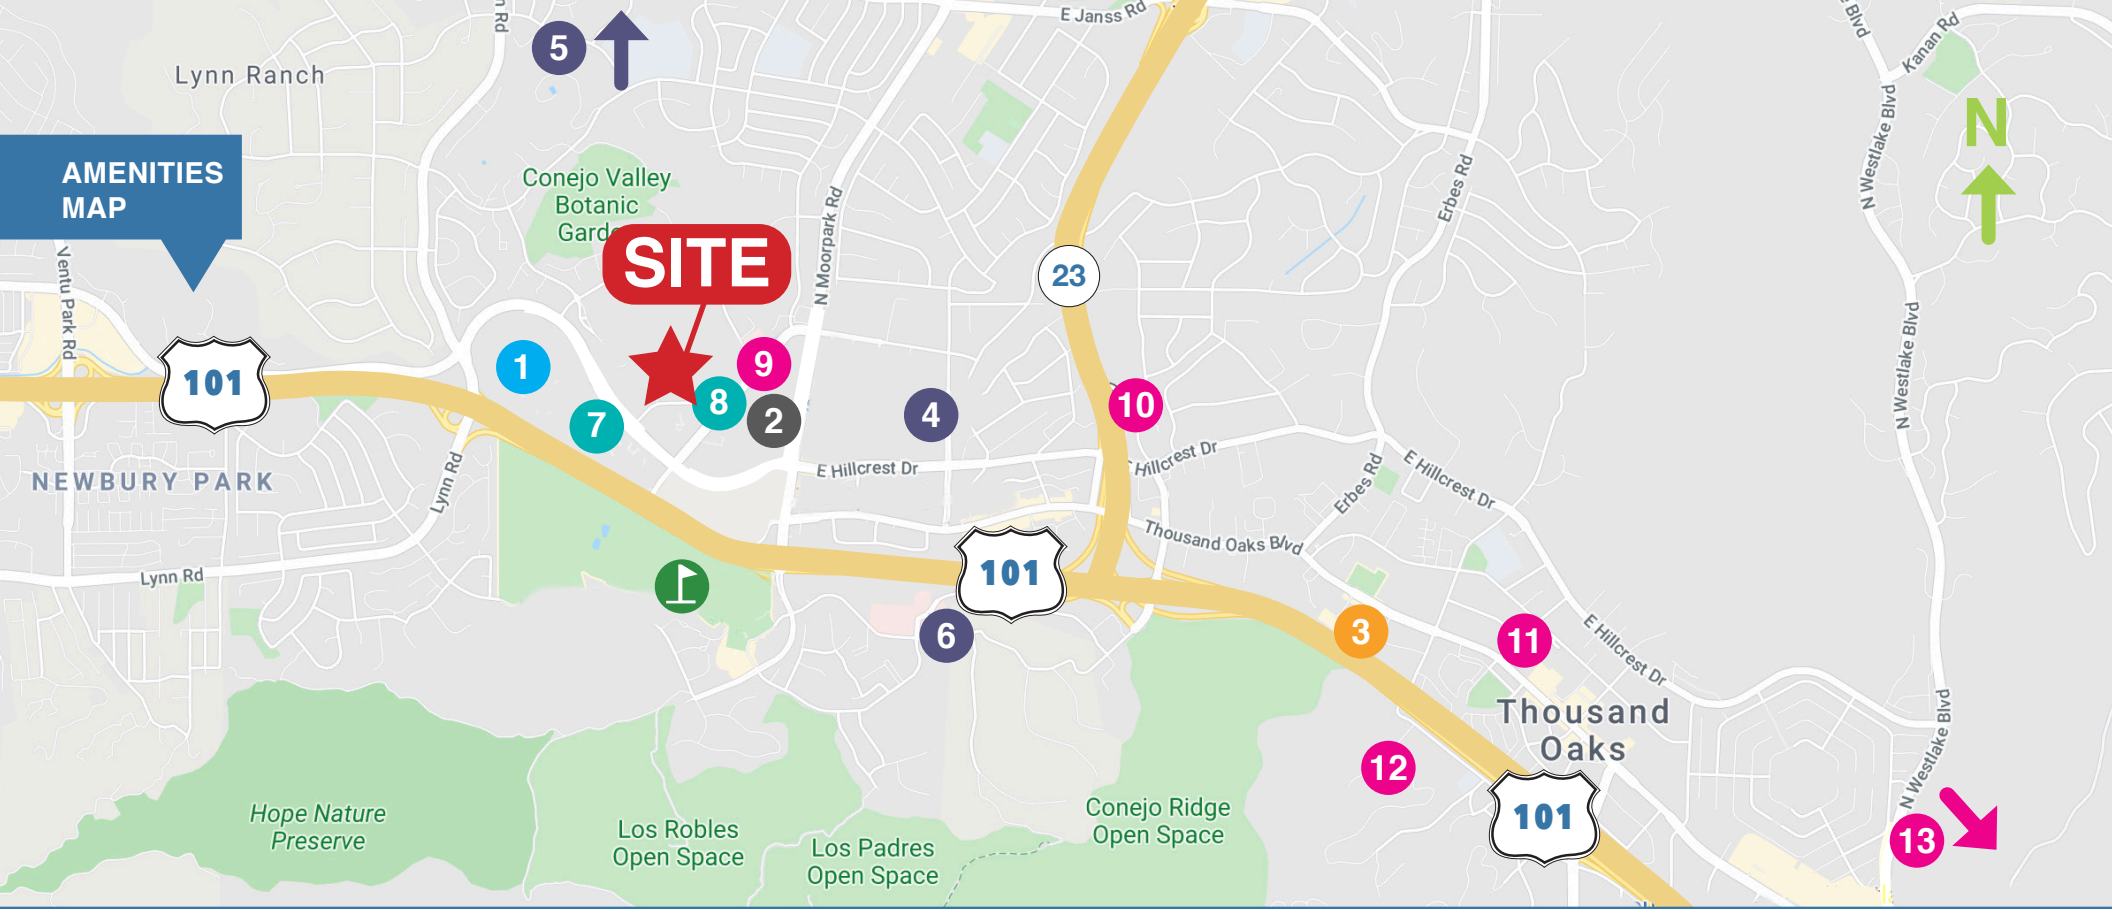 E Janss Rd
n Rd
Blvd
Kanan Rd
5
Lynn Ranch
N
N Westlake Blvd
AMENITIES
MAP
Conejo Valley
Botanic
Garde
SITE
N Moorpark Rd
Erbes Rd
23
Ventu Park Rd
101
1
9
8
2
7
4
10
N Westlake Blvd
E Hillcrest Dr
Hillcrest Dr
E Hillcrest Dr
Erbes Rd
NEWBURY PARK
Lynn Rd
Thousand Oaks Blvd
Lynn Rd
101
6
3
11
E Hillcrest Dr
Thousand
Oaks
12
N Westlake Blvd
101
13
Hope Nature
Preserve
Los Robles
Open Space
Los Padres
Open Space
Conejo Ridge
Open Space